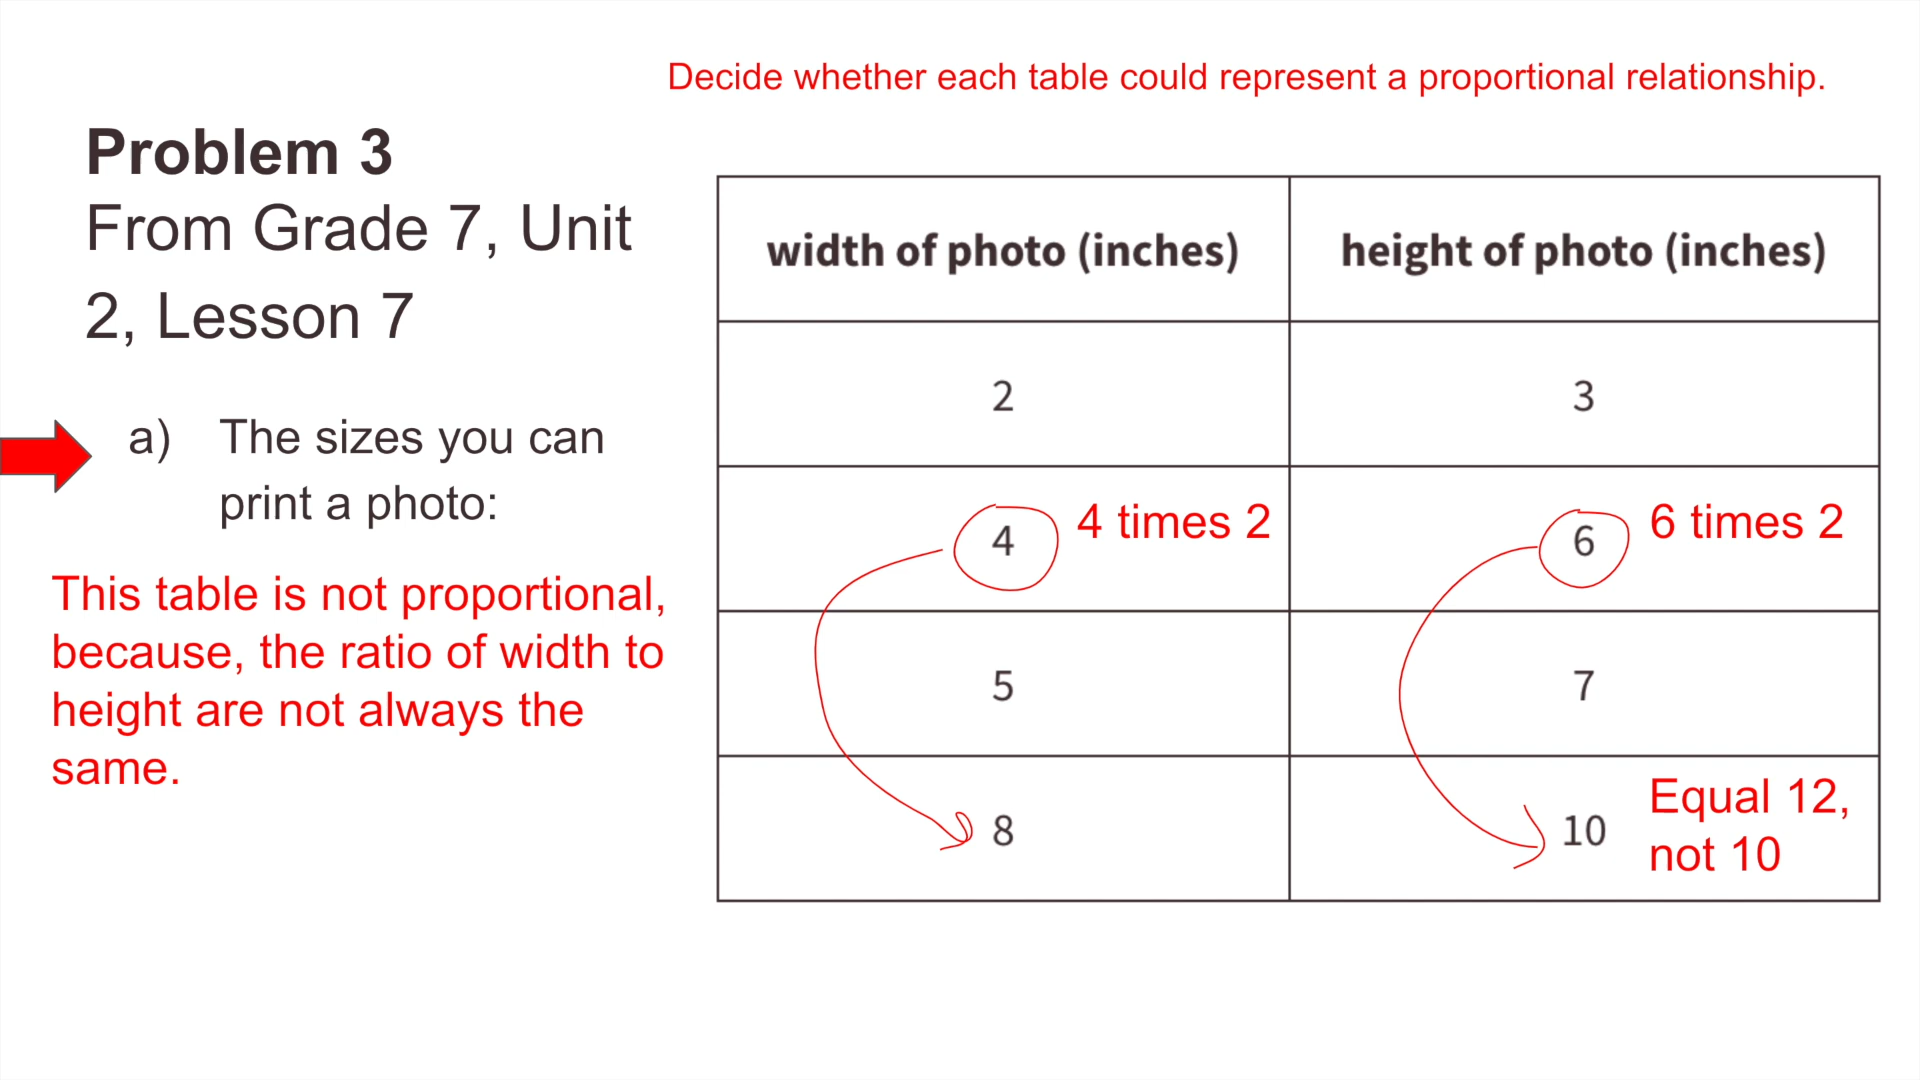 Decide whether each table could represent a proportional relationship.
Problem 3
From Grade 7, Unit
2, Lesson 7
a) The sizes you can
print a photo:
This table is not proportional,
because, the ratio of width to
height are not always the
same.
width of photo (inches) height of photo (inches)
2 3
4 4 times 2 6 6 times 2
5 7
8 10 Equal 12,
not 10